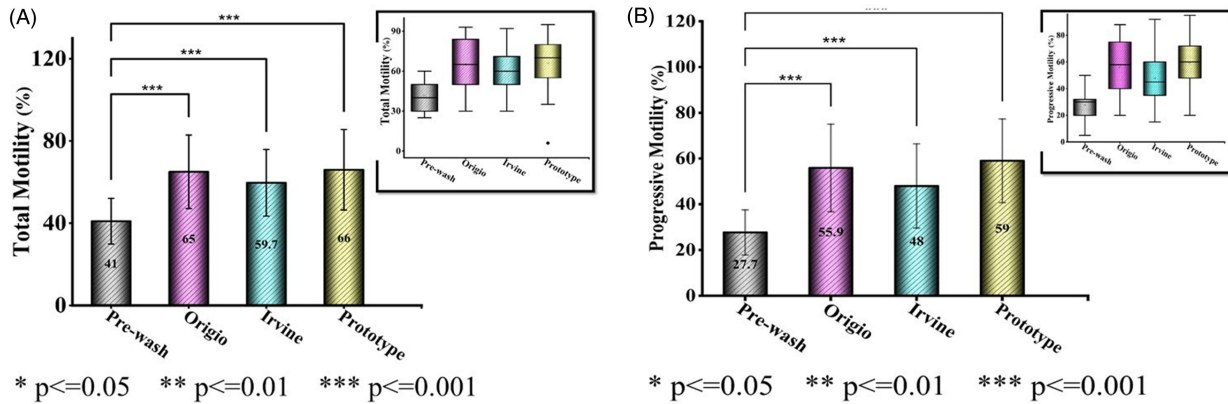 (A)
***
***
***
Total Motility (%)
120
80
40
0
41
65
59.7
66
Pre-wash
Origio
Irvine
Prototype
Total Motility (%)
90
60
30
Pre-wash
Origio
Irvine
Prototype
* p<=0.05 ** p<=0.01 *** p<=0.001
(B)
***
***
Progressive Motility (%)
120
100
80
60
40
20
0
27.7
55.9
48
59
Pre-wash
Origio
Irvine
Prototype
Progressive Motility (%)
80
60
40
20
0
Pre-wash
Origio
Irvine
Prototype
* p<=0.05 ** p<=0.01 *** p<=0.001